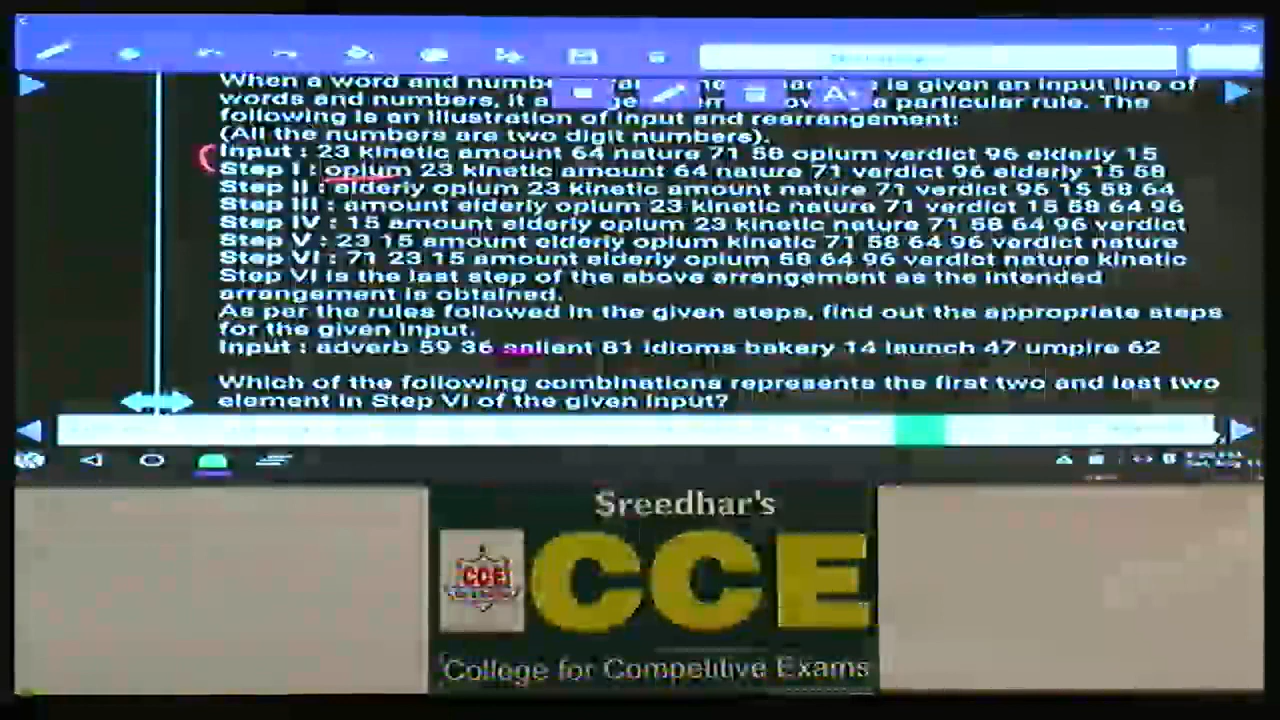 When a word and is given an input line of
words and numbers, it a particular rule. The
following is an illustration of input and rearrangement:
(All the numbers are two digit numbers).
Input : 23 kinetic amount 64 nature 71 58 opium verdict 96 elderly 15
Step I : opium 23 kinetic amount 64 nature 71 verdict 96 elderly 15 58
Step II : elderly opium 23 kinetic amount nature 71 verdict 96 15 58 64
Step III : amount elderly opium 23 kinetic nature 71 verdict 15 58 64 96
Step IV : 15 amount elderly opium 23 kinetic nature 71 58 64 96 verdict
Step V : 23 15 amount elderly opium kinetic 71 58 64 96 verdict nature
Step VI : 71 23 15 amount elderly opium 58 64 96 verdict nature kinetic
Step VI is the last step of the above arrangement as the intended
arrangement is obtained.
As per the rules followed in the given steps, find out the appropriate steps
for the given input.
Input : adverb 59 36 salient 81 idioms bakery 14 launch 47 umpire 62
Which of the following combinations represents the first two and last two
element in Step VI of the given input?
Sreedhar's
CCE
CCE
College for Competitive Exams